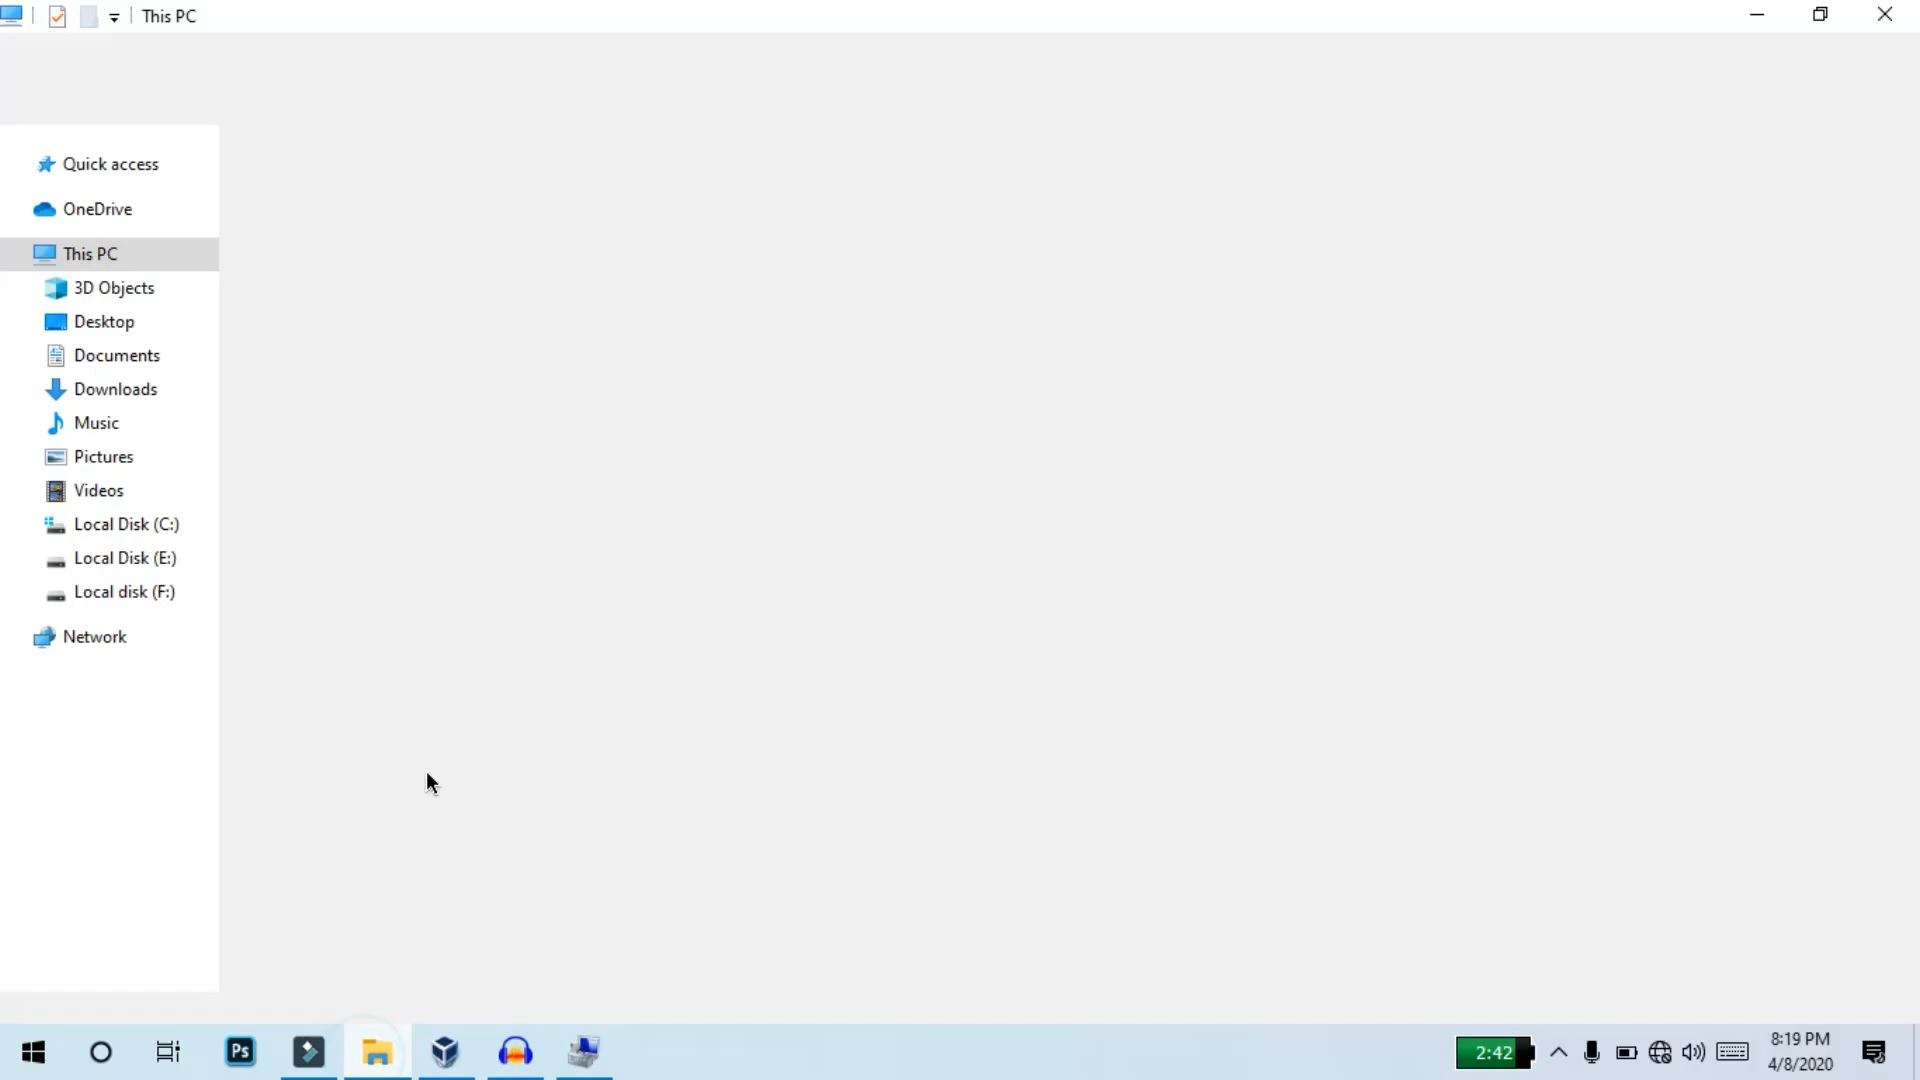 This PC
Quick access
OneDrive
This PC
3D Objects
Desktop
Documents
Downloads
Music
Pictures
Videos
Local Disk (C:)
Local Disk (E:)
Local disk (F:)
Network
Ps
2:42
8:19 PM
4/8/2020